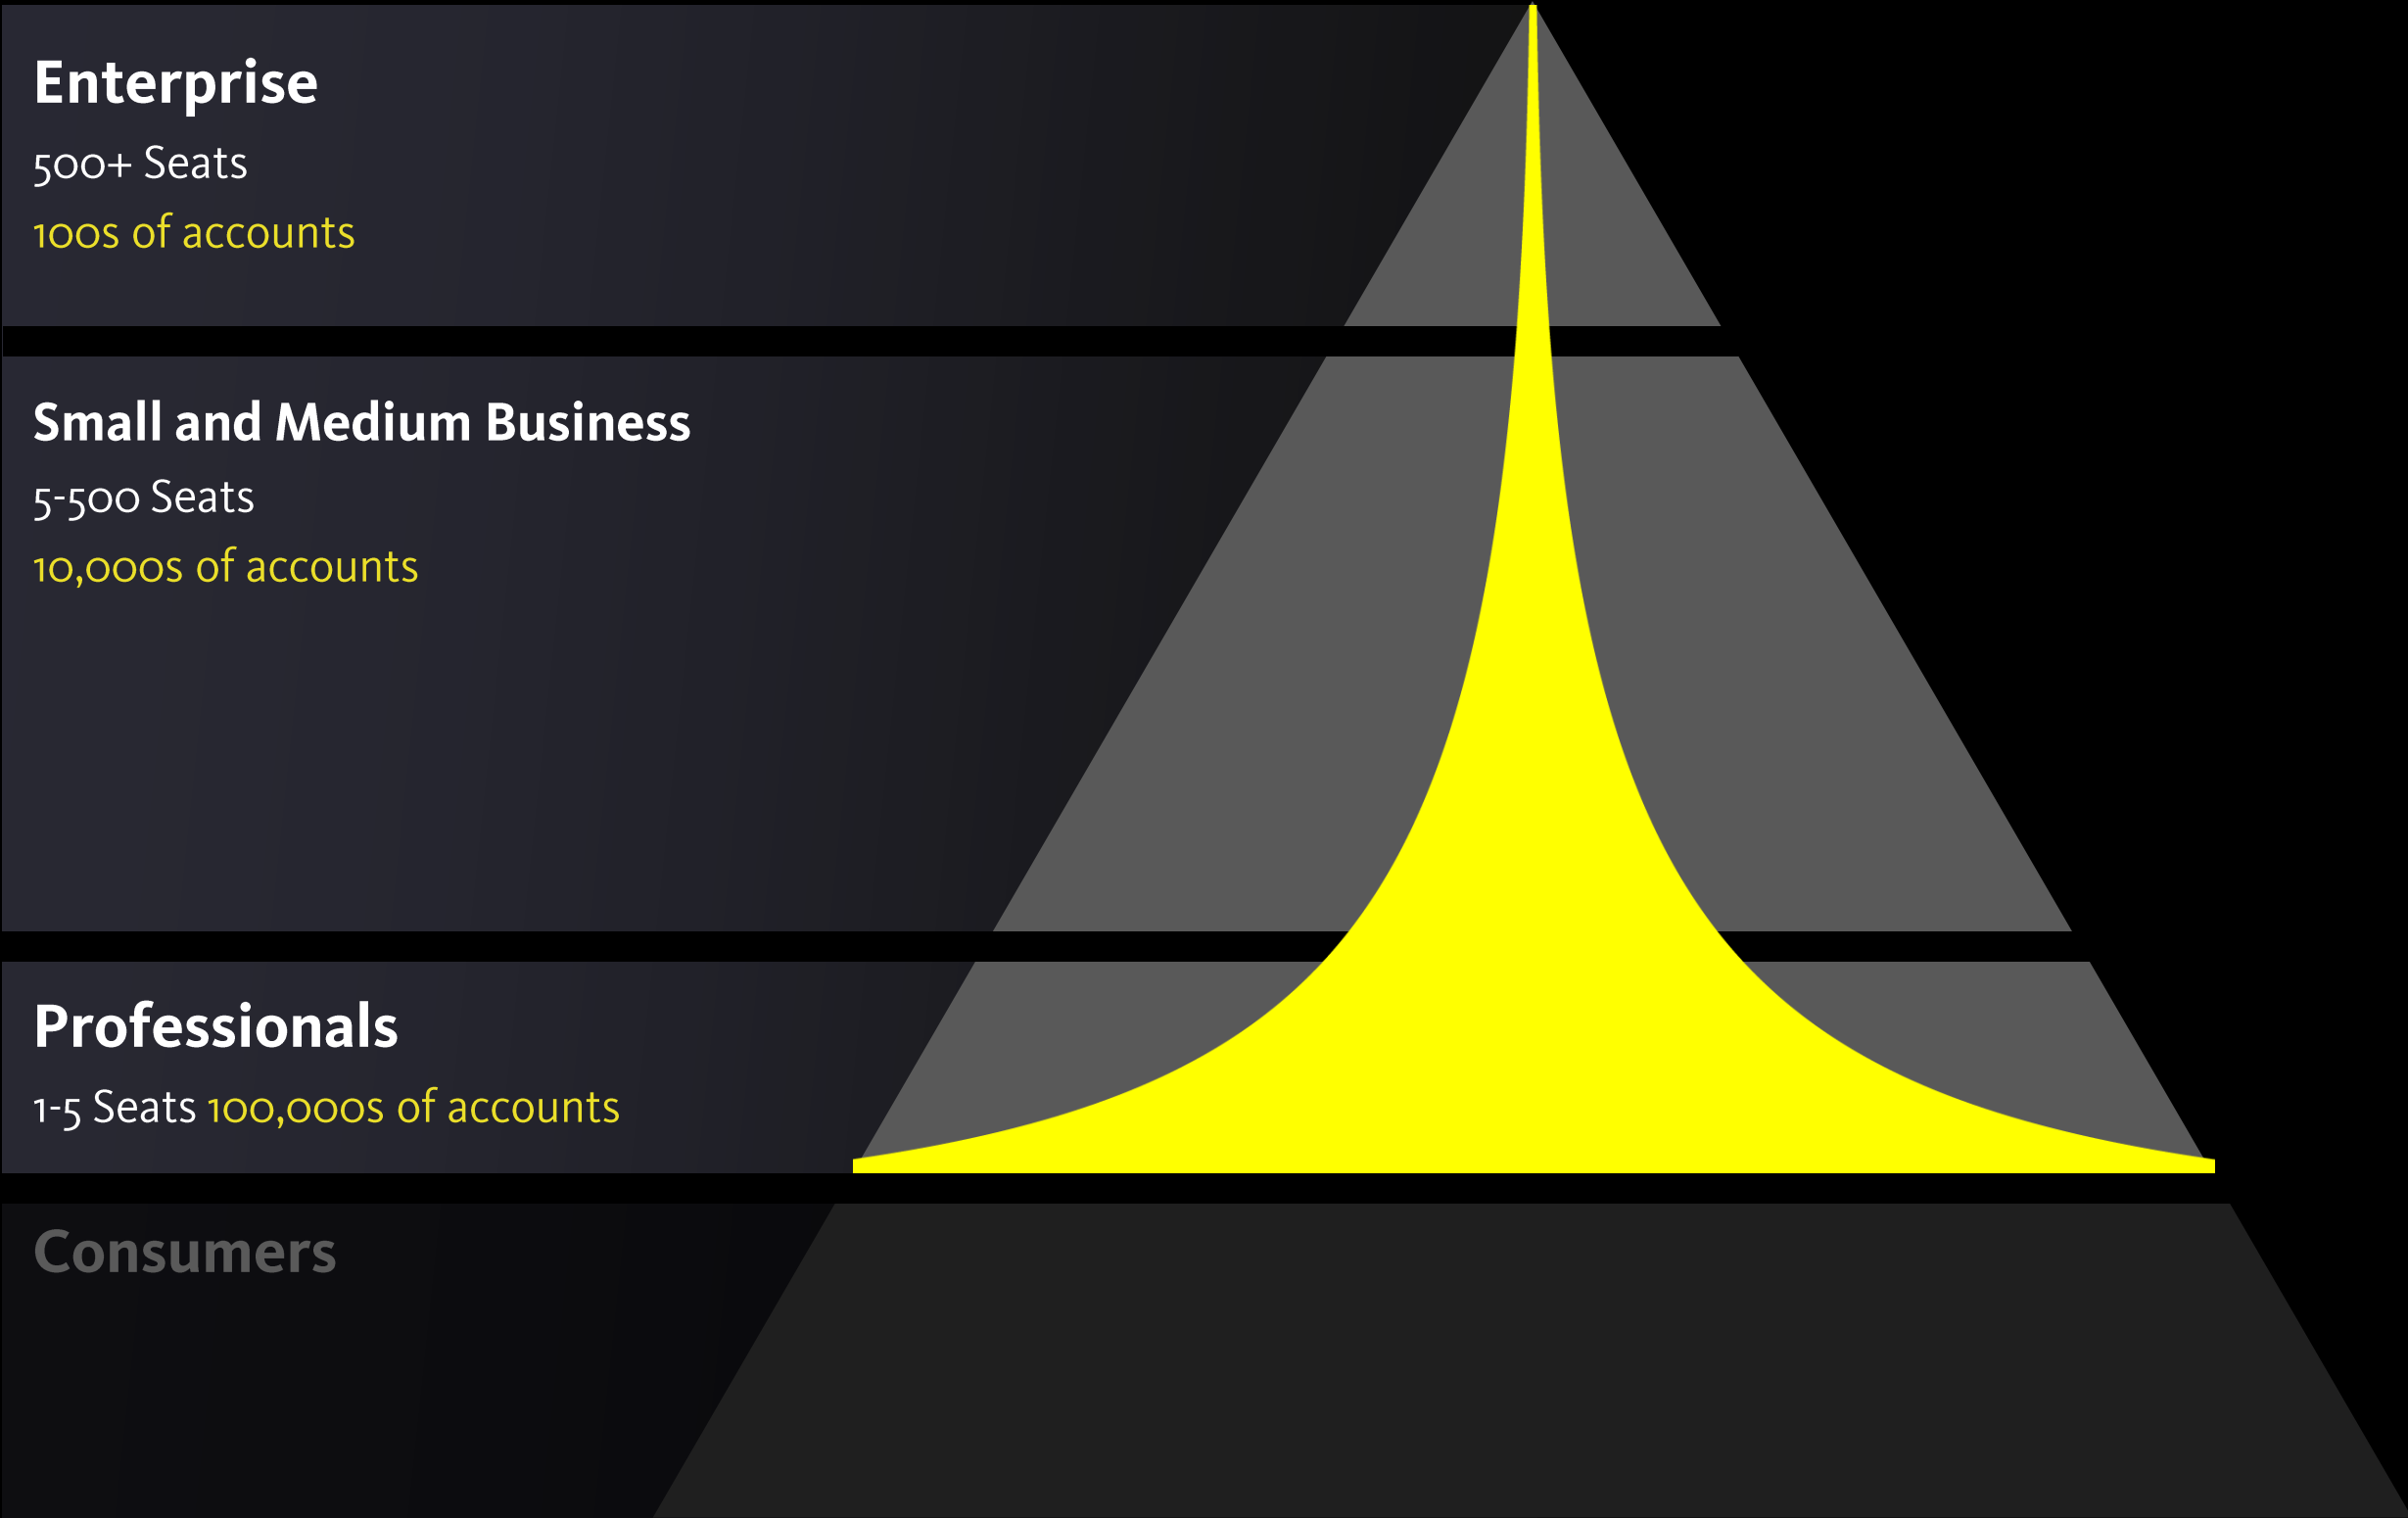 Enterprise
500+ Seats
100s of accounts
Small and Medium Business
5-500 Seats
10,000s of accounts
Professionals
1-5 Seats 100,000s of accounts
Consumers